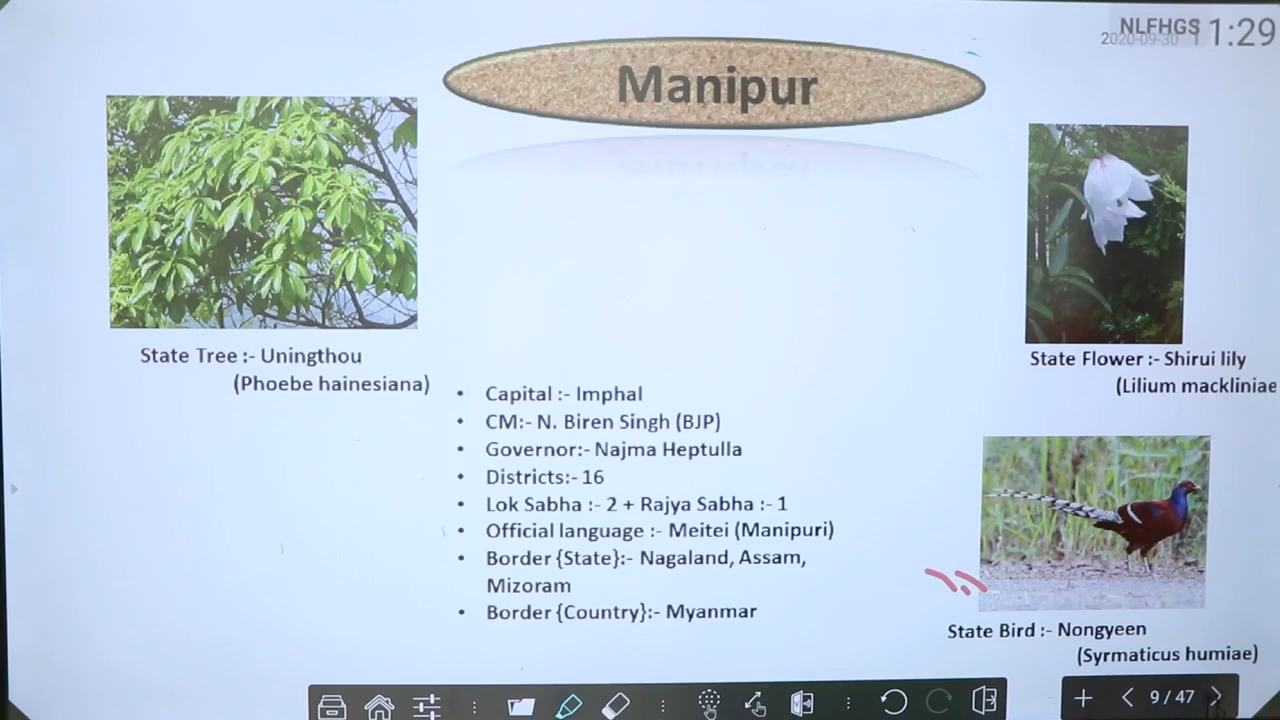 NLFHGS 1:29
2020-09-30
Manipur
State Tree :- Uningthou
(Phoebe hainesiana)
State Flower :- Shirui lily
(Lilium mackliniae
• Capital :- Imphal
• CM:- N. Biren Singh (BJP)
• Governor:- Najma Heptulla
• Districts:- 16
• Lok Sabha :- 2 + Rajya Sabha :- 1
• Official language :- Meitei (Manipuri)
• Border {State}:- Nagaland, Assam,
Mizoram
• Border {Country}:- Myanmar
State Bird :- Nongyeen
(Syrmaticus humiae)
9 / 47